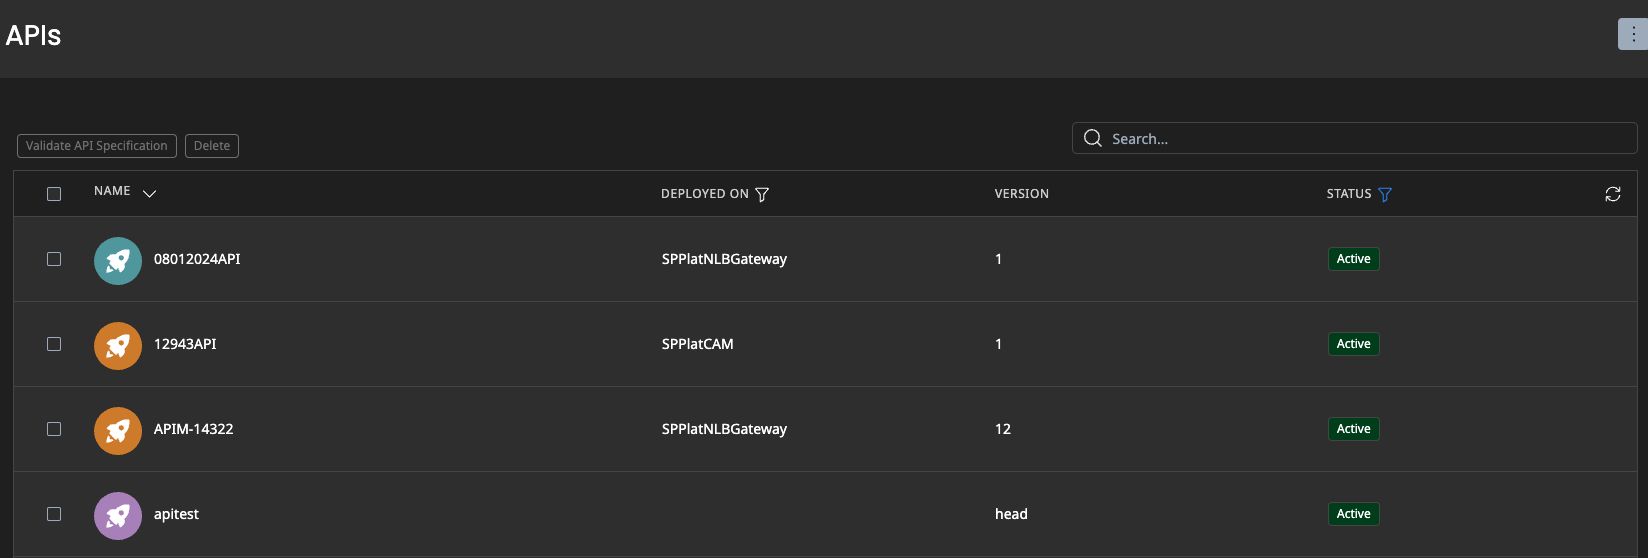 APIs
Validate API Specification Delete Search...
NAME DEPLOYED ON VERSION STATUS
08012024API SPPlatNLBGateway 1 Active
12943API SPPlatCAM 1 Active
APIM-14322 SPPlatNLBGateway 12 Active
apitest head Active